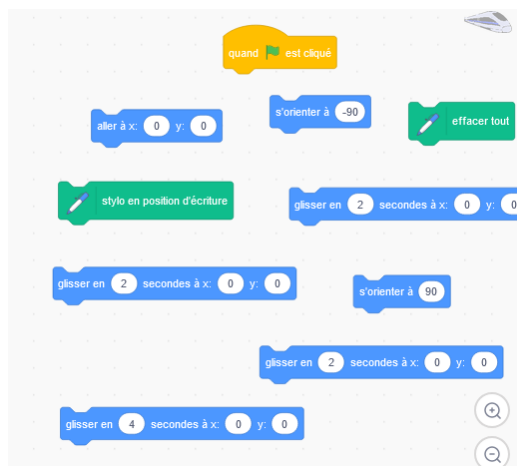 quand est cliqué
s'orienter à -90
aller à x: 0 y: 0
effacer tout
stylo en position d'écriture
glisser en 2 secondes à x: 0 y: 0
glisser en 2 secondes à x: 0 y: 0
s'orienter à 90
glisser en 2 secondes à x: 0 y: 0
glisser en 4 secondes à x: 0 y: 0